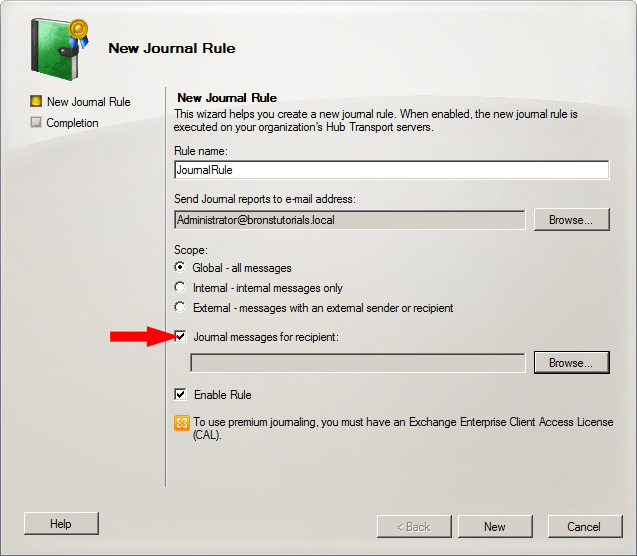 New Journal Rule
New Journal Rule
Completion
New Journal Rule
This wizard helps you create a new journal rule. When enabled, the new journal rule is
executed on your organization's Hub Transport servers.
Rule name:
JournalRule
Send Journal reports to e-mail address:
Administrator@bronstutorials.local
Browse...
Scope:
Global - all messages
Internal - internal messages only
External - messages with an external sender or recipient
Journal messages for recipient:
Browse...
Enable Rule
To use premium journaling, you must have an Exchange Enterprise Client Access License
(CAL).
Help
< Back
New
Cancel